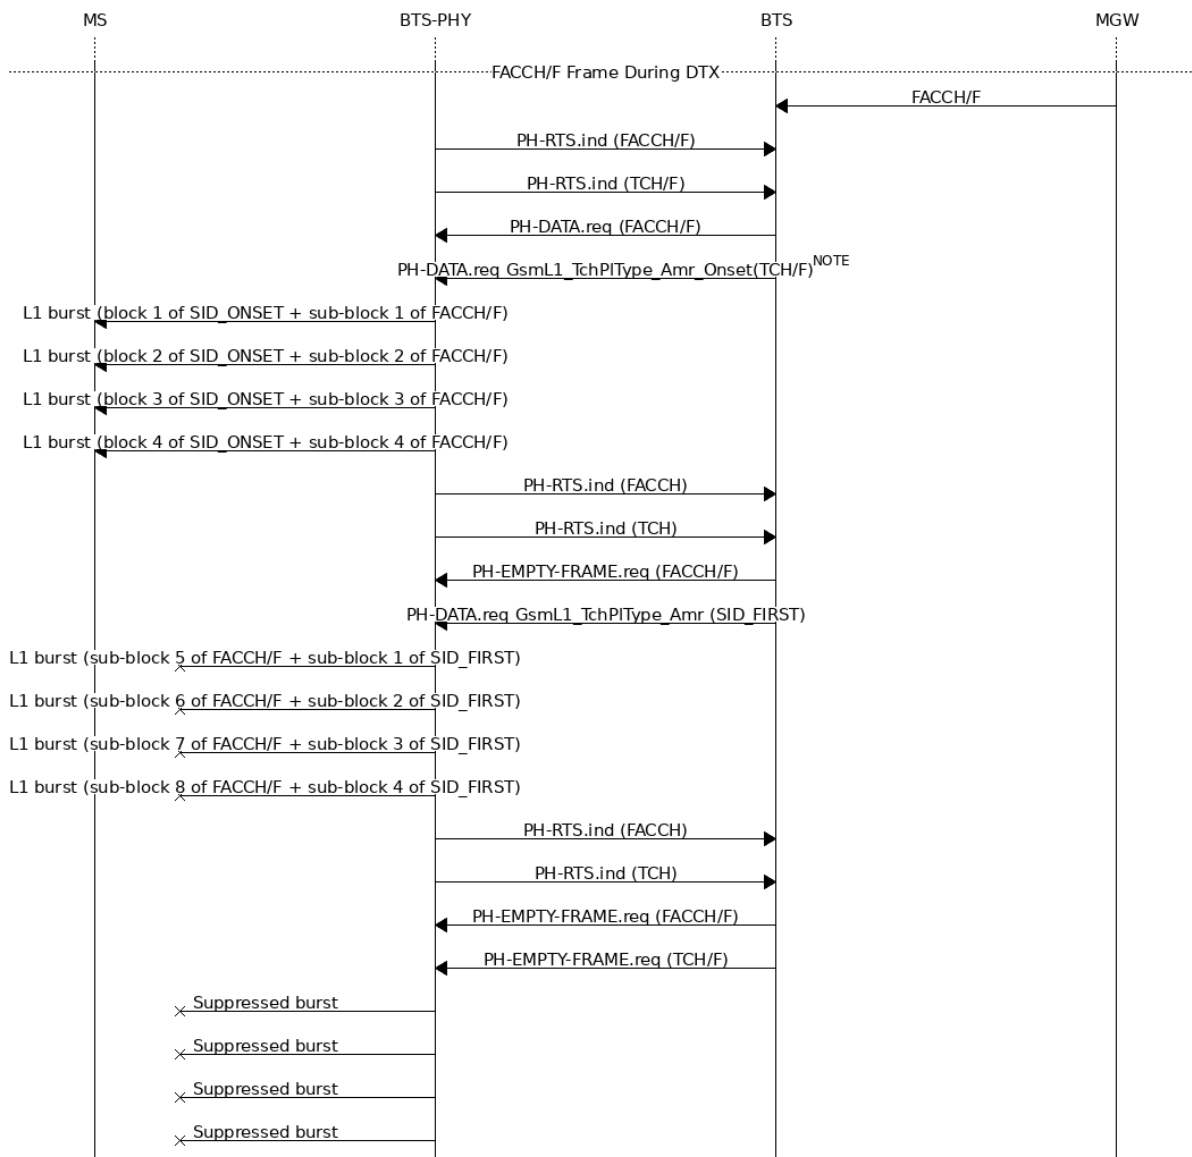 MS BTS-PHY BTS MGW
FACCH/F Frame During DTX
FACCH/F
PH-RTS.ind (FACCH/F)
PH-RTS.ind (TCH/F)
PH-DATA.req (FACCH/F)
PH-DATA.req GsmL1_TchPlType_Amr_Onset(TCH/F)NOTE
L1 burst (block 1 of SID_ONSET + sub-block 1 of FACCH/F)
L1 burst (block 2 of SID_ONSET + sub-block 2 of FACCH/F)
L1 burst (block 3 of SID_ONSET + sub-block 3 of FACCH/F)
L1 burst (block 4 of SID_ONSET + sub-block 4 of FACCH/F)
PH-RTS.ind (FACCH)
PH-RTS.ind (TCH)
PH-EMPTY-FRAME.req (FACCH/F)
PH-DATA.req GsmL1_TchPlType_Amr (SID_FIRST)
L1 burst (sub-block 5 of FACCH/F + sub-block 1 of SID_FIRST)
L1 burst (sub-block 6 of FACCH/F + sub-block 2 of SID_FIRST)
L1 burst (sub-block 7 of FACCH/F + sub-block 3 of SID_FIRST)
L1 burst (sub-block 8 of FACCH/F + sub-block 4 of SID_FIRST)
PH-RTS.ind (FACCH)
PH-RTS.ind (TCH)
PH-EMPTY-FRAME.req (FACCH/F)
PH-EMPTY-FRAME.req (TCH/F)
Suppressed burst
Suppressed burst
Suppressed burst
Suppressed burst